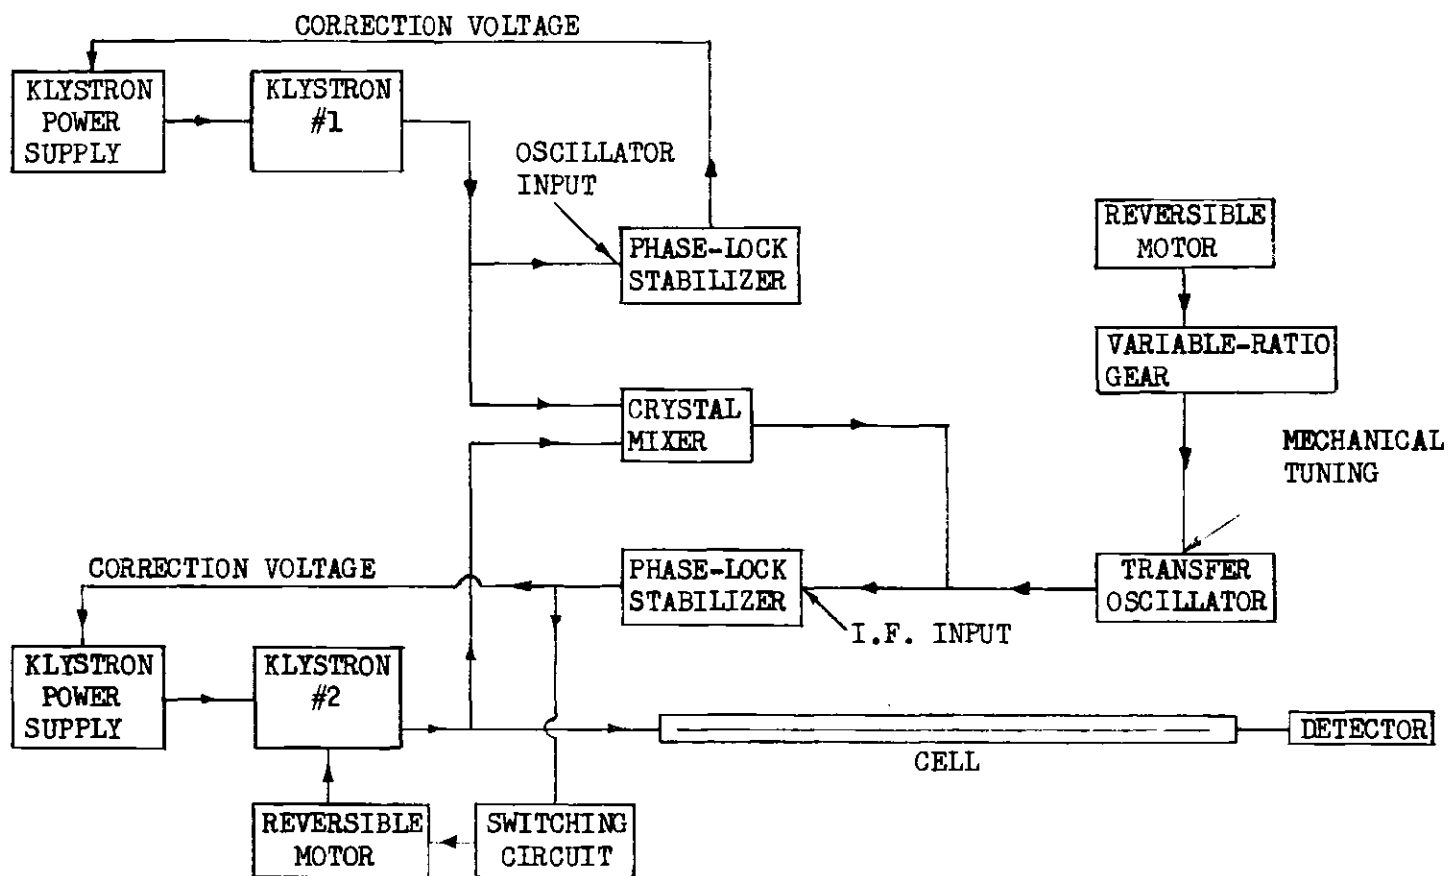 CORRECTION VOLTAGE
KLYSTRON
POWER
SUPPLY
KLYSTRON
#1
OSCILLATOR
INPUT
PHASE-LOCK
STABILIZER
REVERSIBLE
MOTOR
VARIABLE-RATIO
GEAR
CRYSTAL
MIXER
MECHANICAL
TUNING
CORRECTION VOLTAGE
PHASE-LOCK
STABILIZER
TRANSFER
OSCILLATOR
I.F. INPUT
KLYSTRON
POWER
SUPPLY
KLYSTRON
#2
DETECTOR
CELL
REVERSIBLE
MOTOR
SWITCHING
CIRCUIT